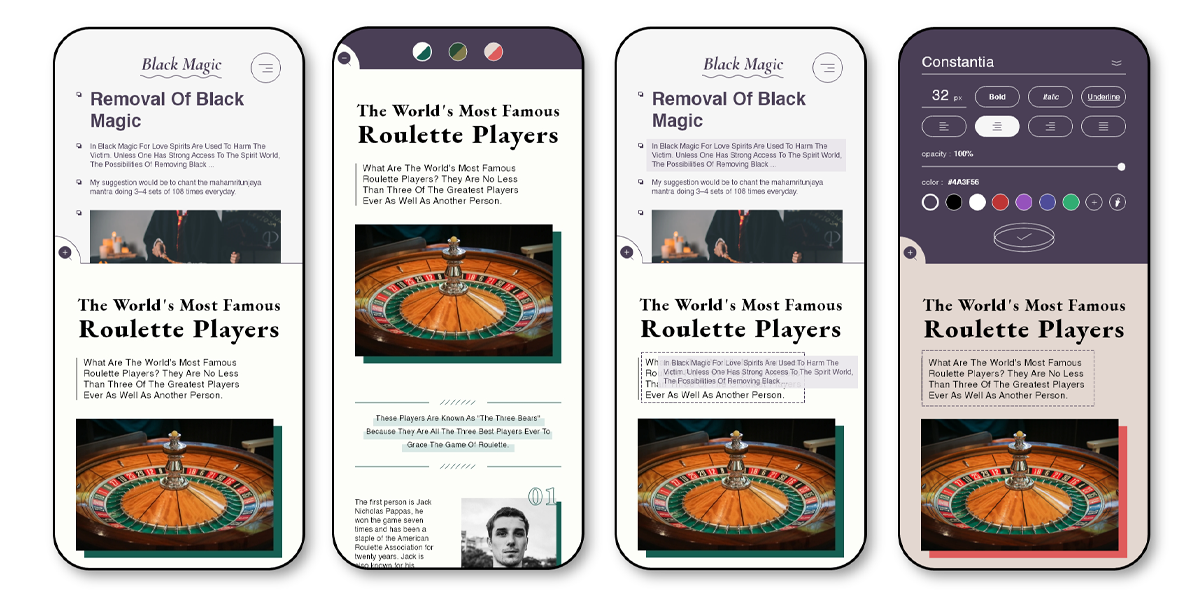 Black Magic
Removal Of Black
Magic
In Black Magic For Love Spirits Are Used To Harm The
Victim. Unless One Has Strong Access To The Spirit World,
The Possibilities Of Removing Black ...
My suggestion would be to chant the mahamritunjaya
mantra doing 3–4 sets of 108 times everyday.
The World's Most Famous
Roulette Players
What Are The World's Most Famous
Roulette Players? They Are No Less
Than Three Of The Greatest Players
Ever As Well As Another Person.
The World's Most Famous
Roulette Players
What Are The World's Most Famous
Roulette Players? They Are No Less
Than Three Of The Greatest Players
Ever As Well As Another Person.
These Players Are Known As "The Three Bears"
Because They Are All The Three Best Players Ever To
Grace The Game Of Roulette.
01
The first person is Jack
Nicholas Pappas, he
won the game seven
times and has been a
staple of the American
Roulette Association for
twenty years. Jack is
also known for his
Black Magic
Removal Of Black
Magic
In Black Magic For Love Spirits Are Used To Harm The
Victim. Unless One Has Strong Access To The Spirit World,
The Possibilities Of Removing Black ...
My suggestion would be to chant the mahamritunjaya
mantra doing 3–4 sets of 108 times everyday.
The World's Most Famous
Roulette Players
In Black Magic For Love Spirits Are Used To Harm The
Victim. Unless One Has Strong Access To The Spirit World,
The Possibilities Of Removing Black ...
Ever As Well As Another Person.
Constantia
32 px Bold Italic Underline
opacity : 100%
color : #4A3F56
The World's Most Famous
Roulette Players
What Are The World's Most Famous
Roulette Players? They Are No Less
Than Three Of The Greatest Players
Ever As Well As Another Person.